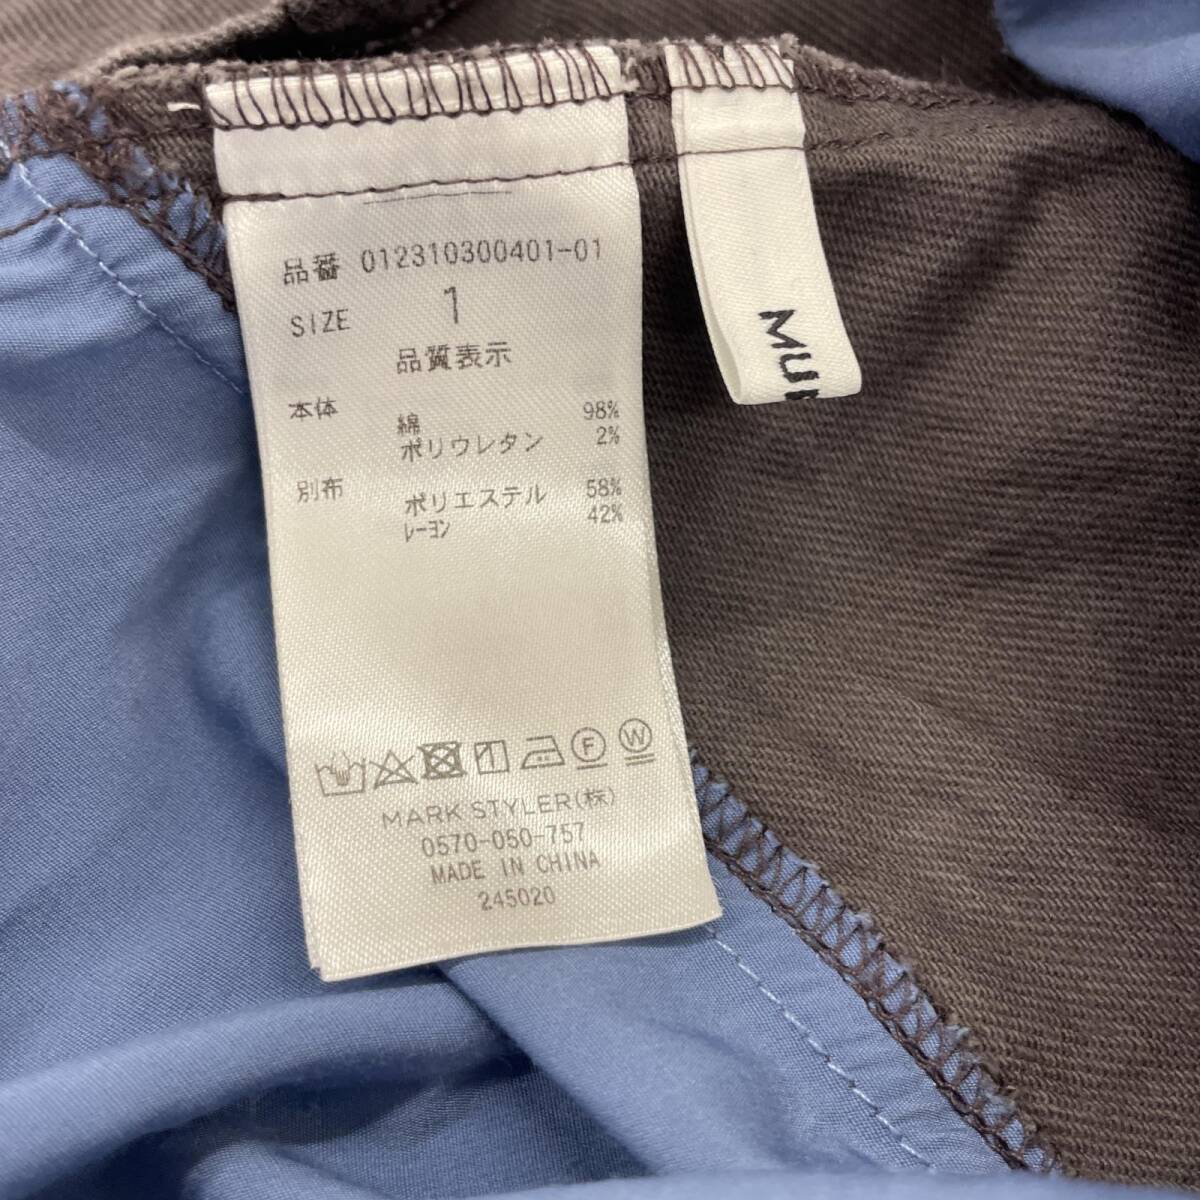 品番 012310300401-01
SIZE 1
品質表示
本体 綿 98%
ポリウレタン 2%
別布 ポリエステル 58%
レーヨン 42%
F W
MARK STYLER(株)
0570-050-757
MADE IN CHINA
245020